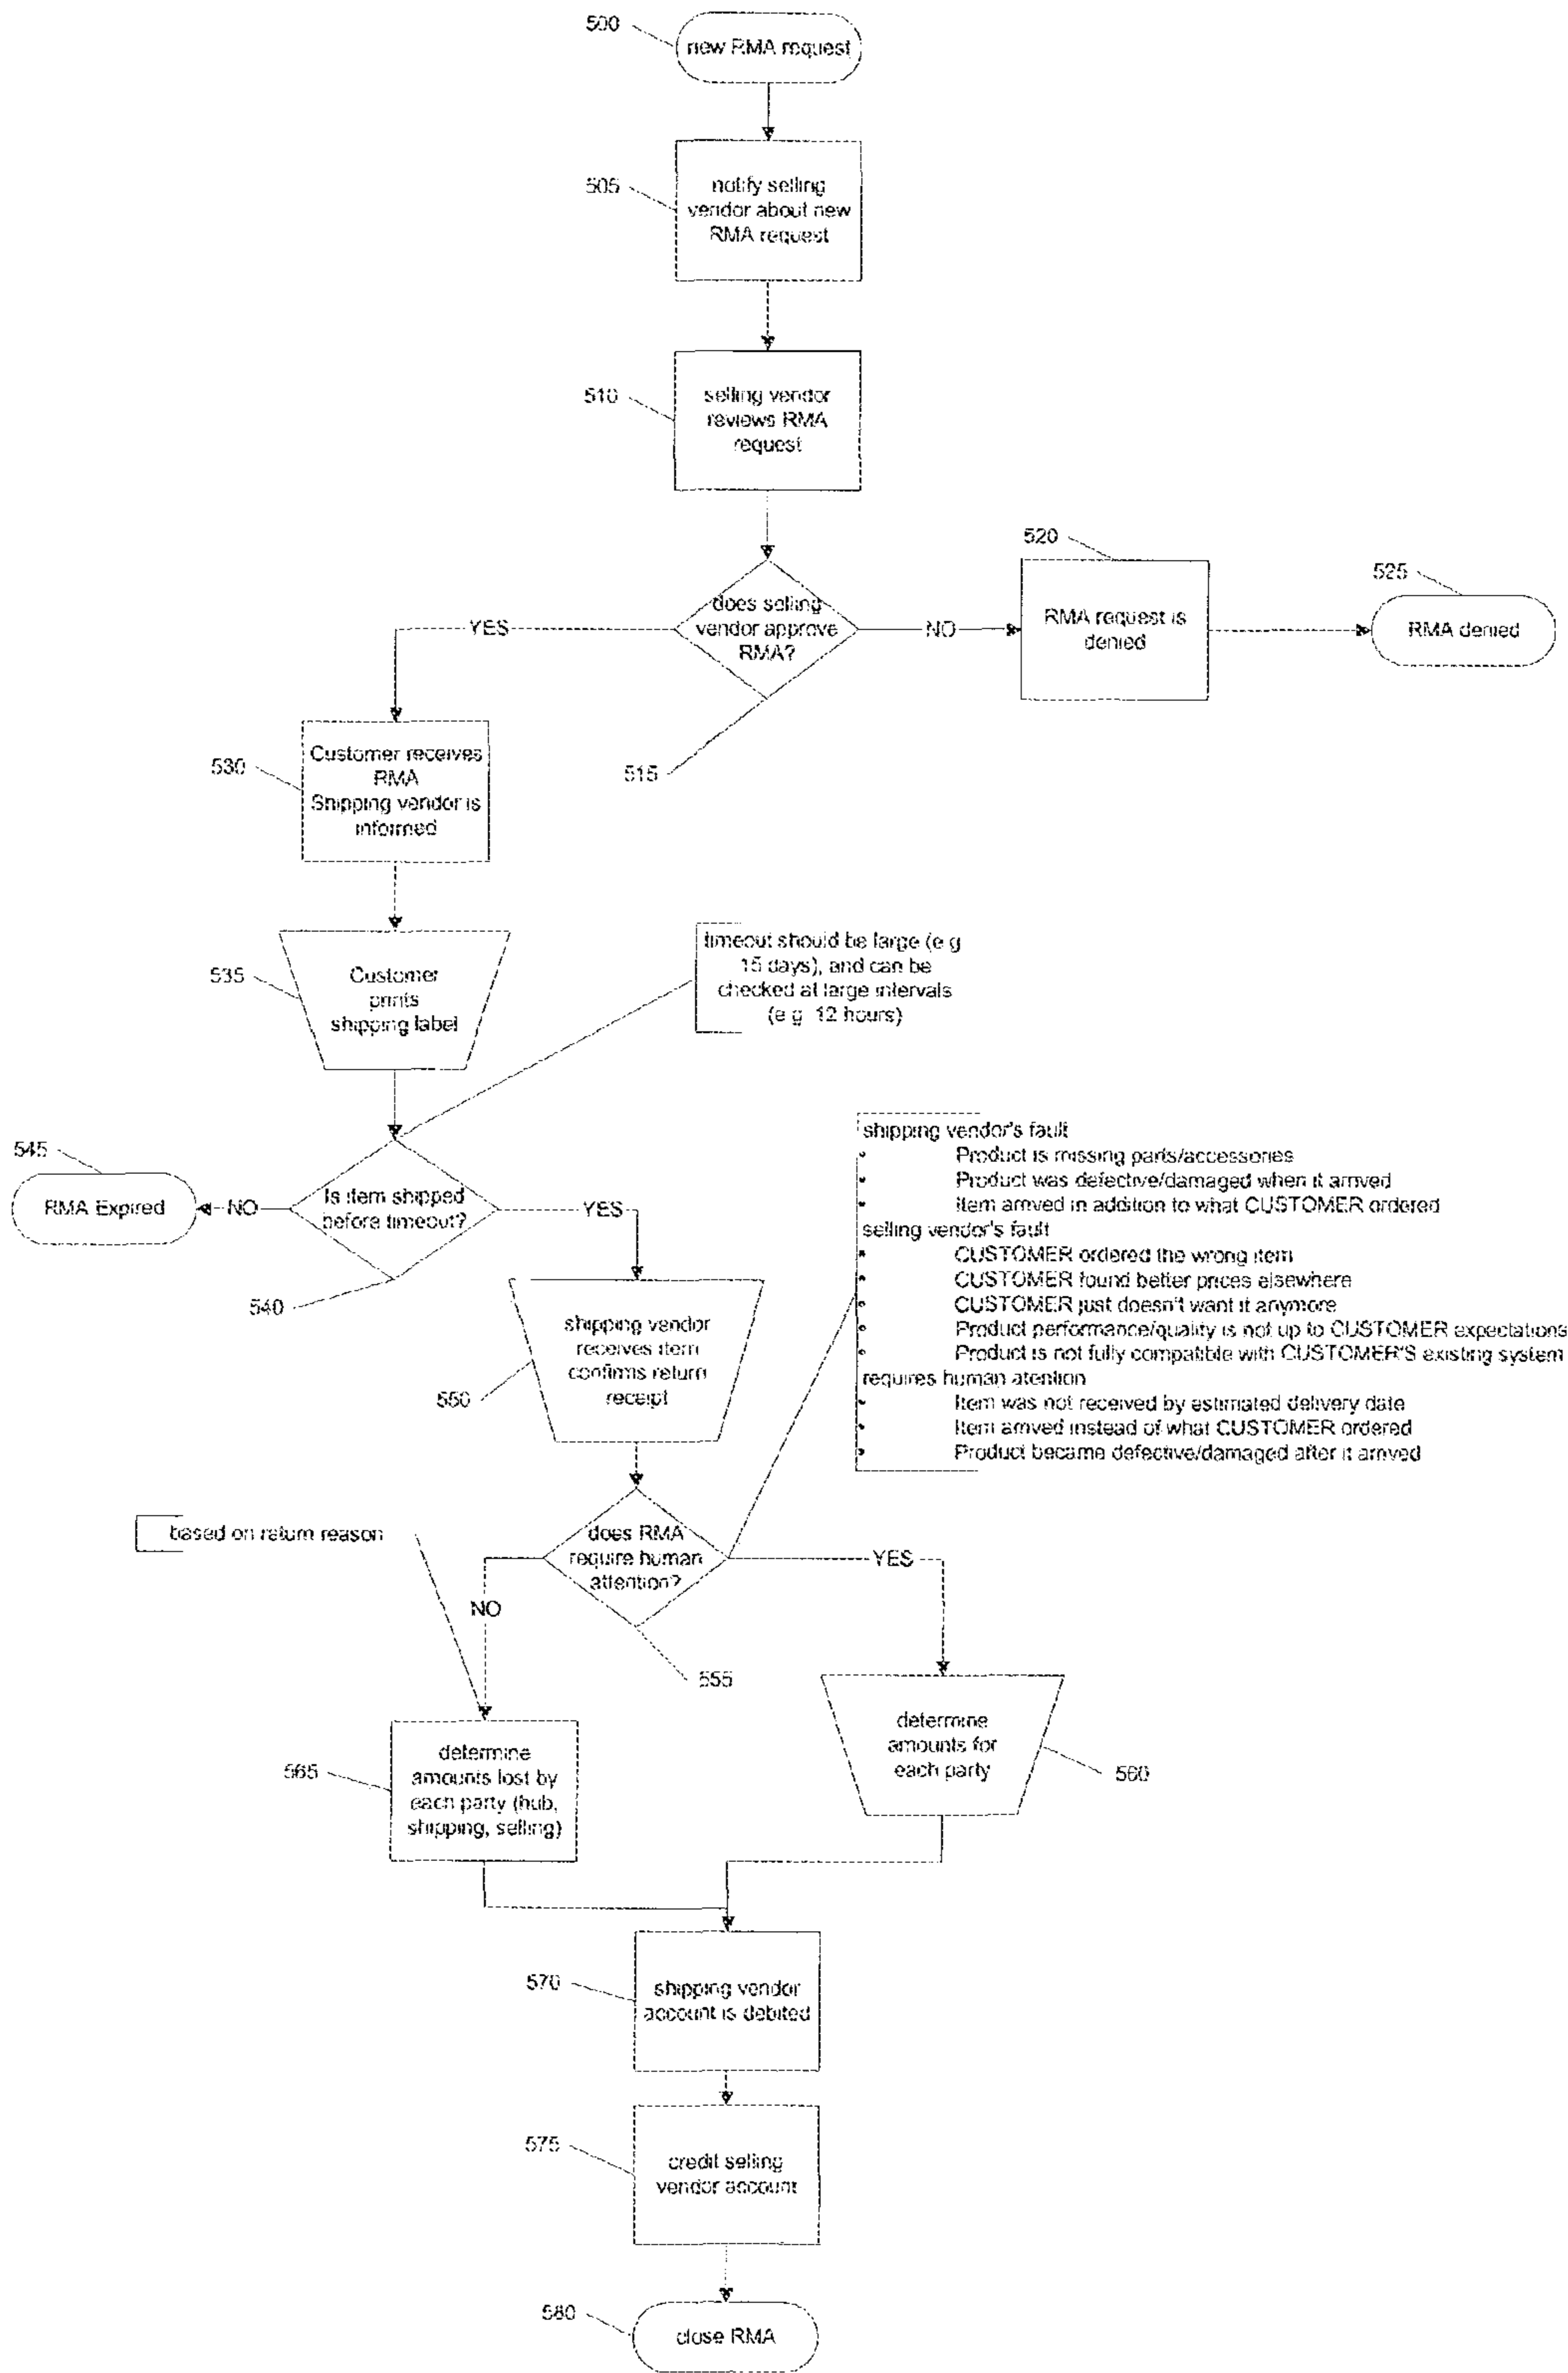 500
new RMA request
505
notify selling
vendor about new
RMA request
510
selling vendor
reviews RMA
request
520
525
does selling
vendor approve
RMA?
YES
NO
RMA request is
denied
RMA denied
515
530
Customer receives
RMA
Shipping vendor is
informed
535
Customer
prints
shipping label
timeout should be large (e g
15 days), and can be
checked at large intervals
(e g 12 hours)
545
RMA Expired
NO
Is item shipped
before timeout?
YES
540
shipping vendor's fault
• Product is missing parts/accessories
• Product was defective/damaged when it arrived
• Item arrived in addition to what CUSTOMER ordered
selling vendor's fault
• CUSTOMER ordered the wrong item
• CUSTOMER found better prices elsewhere
• CUSTOMER just doesn't want it anymore
• Product performance/quality is not up to CUSTOMER expectations
• Product is not fully compatible with CUSTOMER'S existing system
requires human atention
• Item was not received by estimated delivery date
• Item arrived instead of what CUSTOMER ordered
• Product became defective/damaged after it arrived
550
shipping vendor
receives item
confirms return
receipt
based on return reason
does RMA
require human
attention?
YES
NO
555
565
determine
amounts lost by
each party (hub,
shipping, selling)
determine
amounts for
each party
560
570
shipping vendor
account is debited
575
credit selling
vendor account
580
close RMA